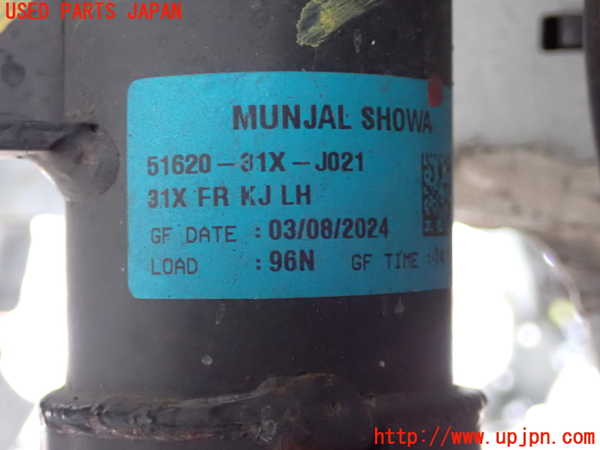 USED PARTS JAPAN
MUNJAL SHOWA
51620-31X-J021
31X FR KJ LH
GF DATE : 03/08/2024
LOAD : 96N GF TIME :
http://www.upjpn.com